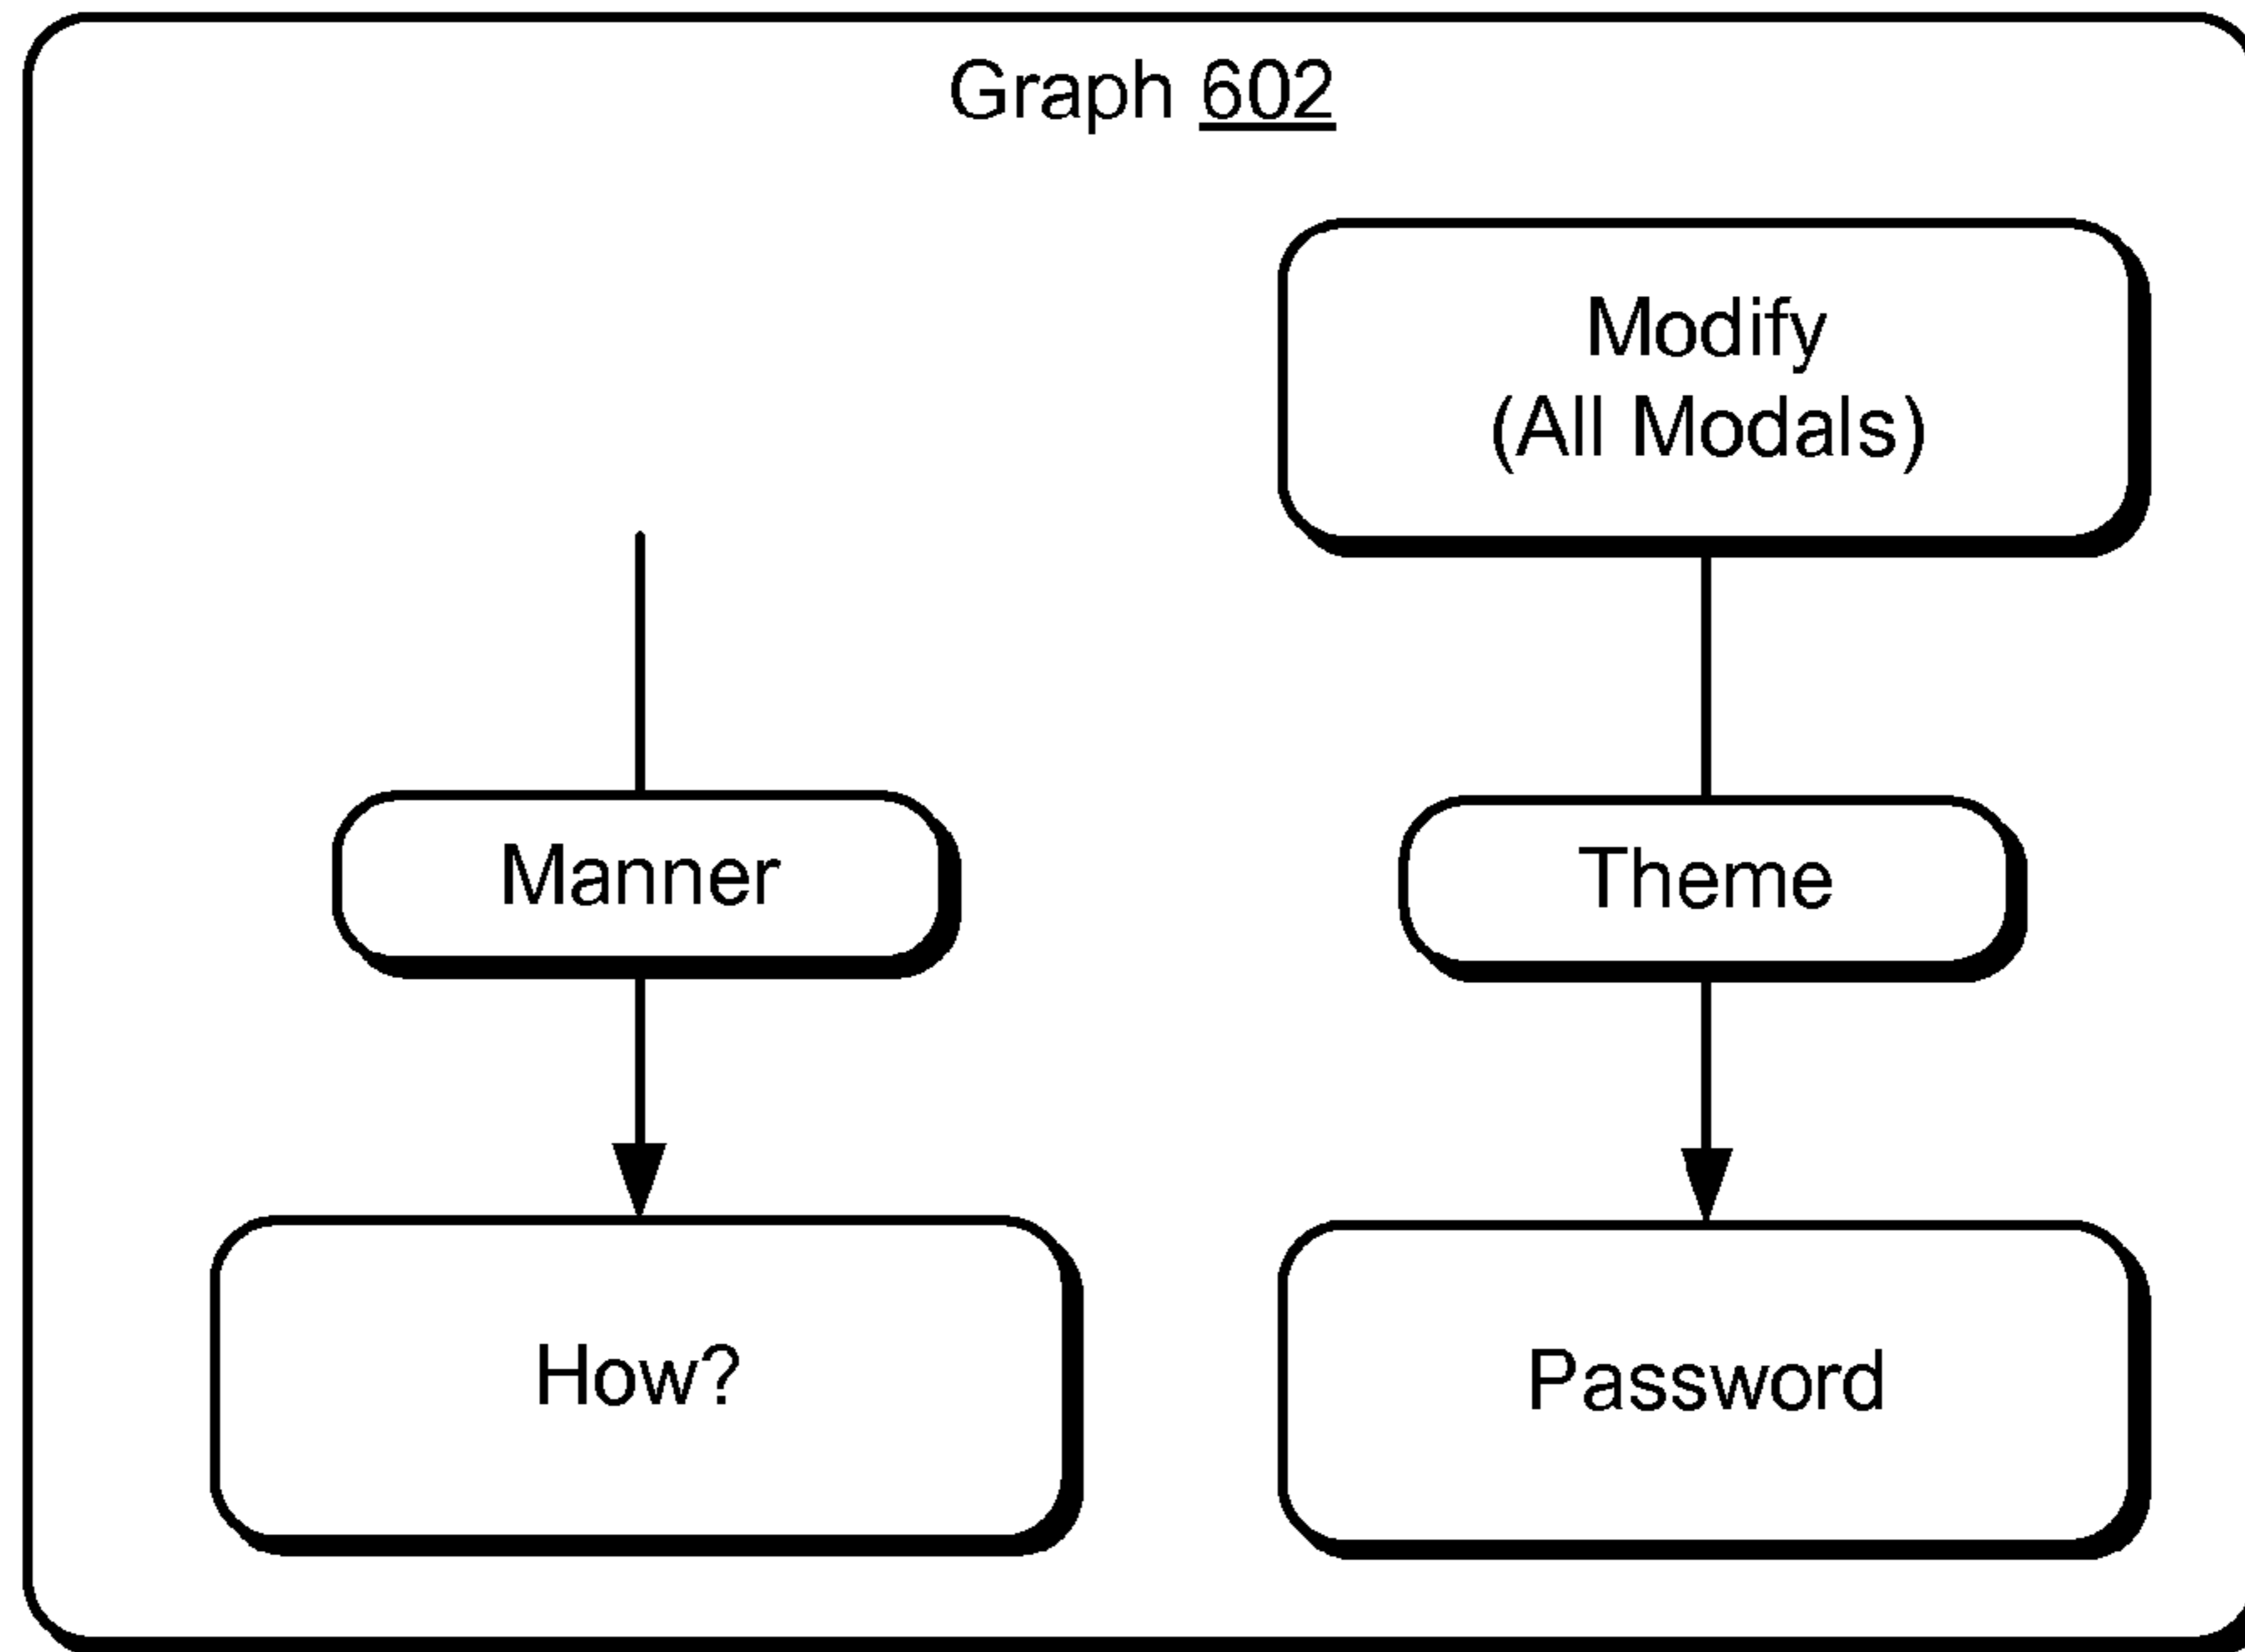 Graph 602
Modify
(All Modals)
Manner
Theme
How?
Password